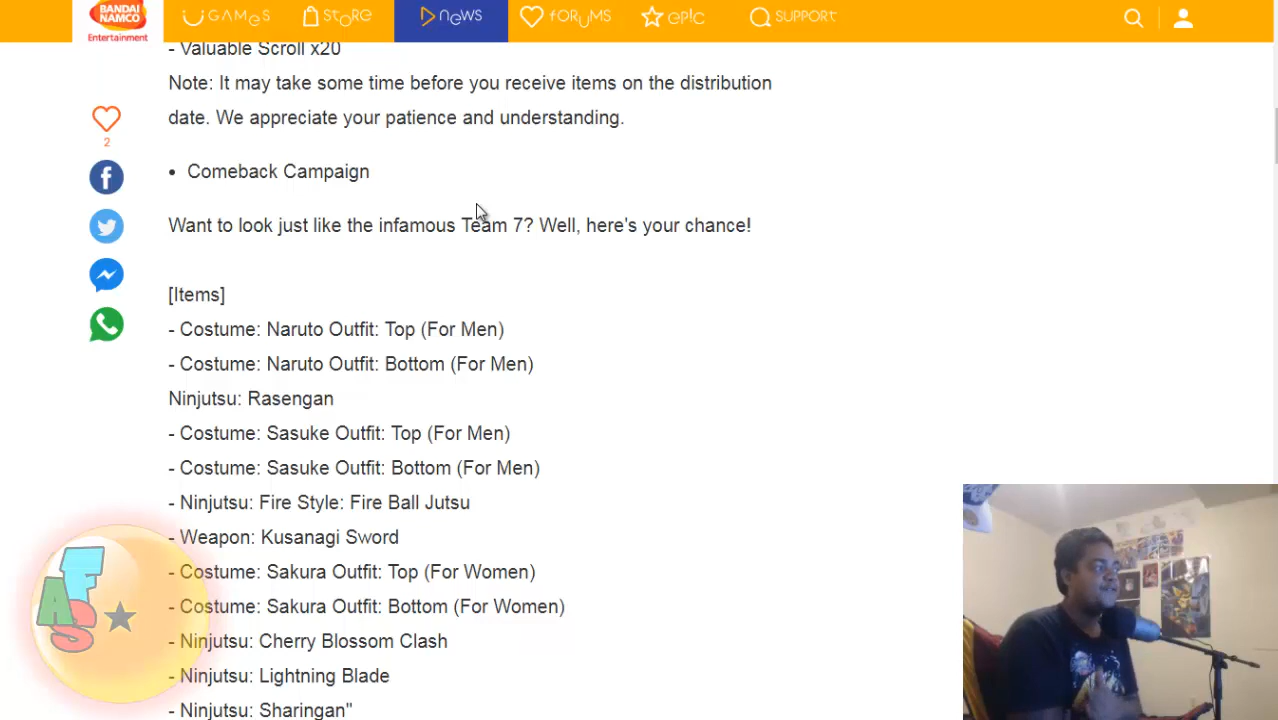 BANDAI
NAMCO
Entertainment
GAMES
STORE
NEWS
FORUMS
EPIC
SUPPORT
- Valuable Scroll x20
Note: It may take some time before you receive items on the distribution
date. We appreciate your patience and understanding.
2
• Comeback Campaign
Want to look just like the infamous Team 7? Well, here's your chance!
[Items]
- Costume: Naruto Outfit: Top (For Men)
- Costume: Naruto Outfit: Bottom (For Men)
Ninjutsu: Rasengan
- Costume: Sasuke Outfit: Top (For Men)
- Costume: Sasuke Outfit: Bottom (For Men)
- Ninjutsu: Fire Style: Fire Ball Jutsu
- Weapon: Kusanagi Sword
- Costume: Sakura Outfit: Top (For Women)
- Costume: Sakura Outfit: Bottom (For Women)
- Ninjutsu: Cherry Blossom Clash
- Ninjutsu: Lightning Blade
- Ninjutsu: Sharingan"
AFS